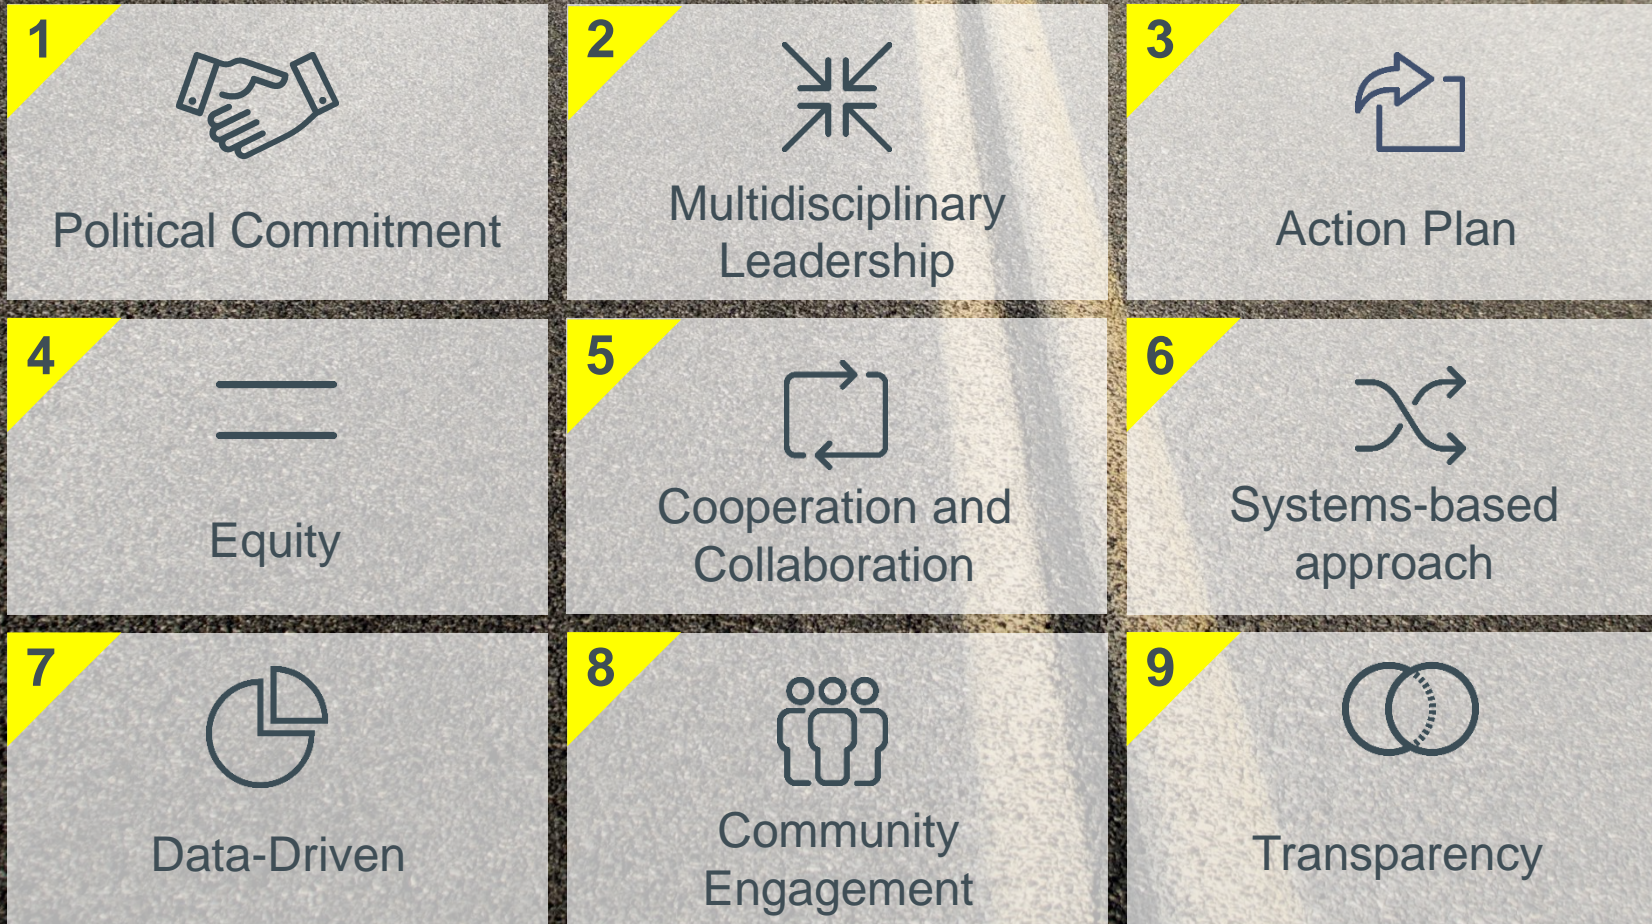 1
Political Commitment
2
Multidisciplinary
Leadership
3
Action Plan
4
Equity
5
Cooperation and
Collaboration
6
Systems-based
approach
7
Data-Driven
8
Community
Engagement
9
Transparency